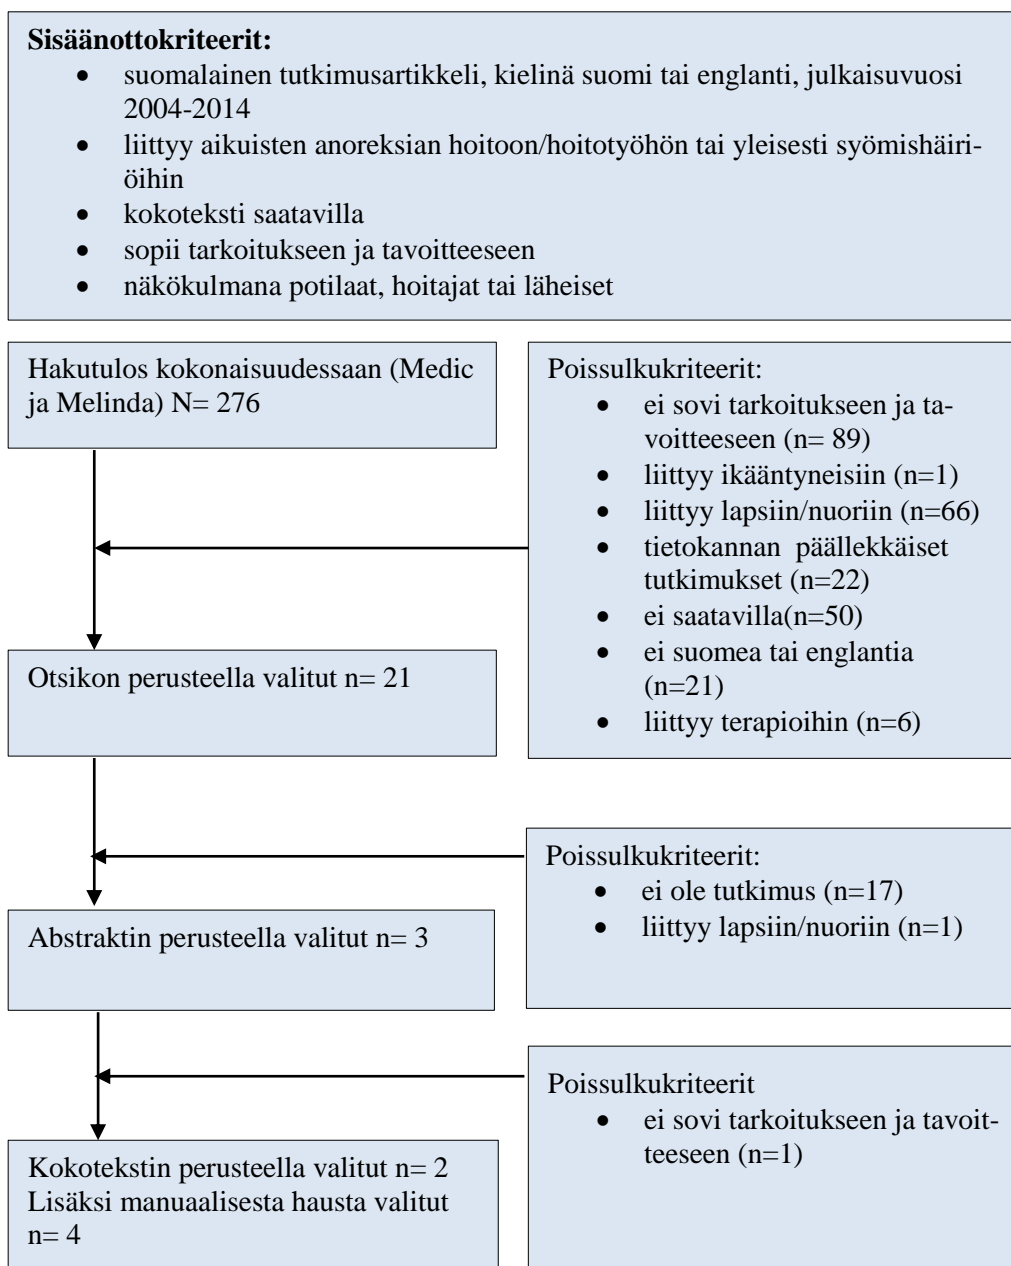 Sisäänottokriteerit:
• suomalainen tutkimusartikkeli, kielinä suomi tai englanti, julkaisuvuosi
2004-2014
• liittyy aikuisten anoreksian hoitoon/hoitotyöhön tai yleisesti syömishäiri-
öihin
• kokoteksti saatavilla
• sopii tarkoitukseen ja tavoitteeseen
• näkökulmana potilaat, hoitajat tai läheiset
Hakutulos kokonaisuudessaan (Medic
ja Melinda) N= 276
Poissulkukriteerit:
• ei sovi tarkoitukseen ja ta-
voitteeseen (n= 89)
• liittyy ikääntyneisiin (n=1)
• liittyy lapsiin/nuoriin (n=66)
• tietokannan päällekkäiset
tutkimukset (n=22)
• ei saatavilla(n=50)
• ei suomea tai englantia
(n=21)
• liittyy terapioihin (n=6)
Otsikon perusteella valitut n= 21
Poissulkukriteerit:
• ei ole tutkimus (n=17)
• liittyy lapsiin/nuoriin (n=1)
Abstraktin perusteella valitut n= 3
Poissulkukriteerit
• ei sovi tarkoitukseen ja tavoit-
teeseen (n=1)
Kokotekstin perusteella valitut n= 2
Lisäksi manuaalisesta hausta valitut
n= 4